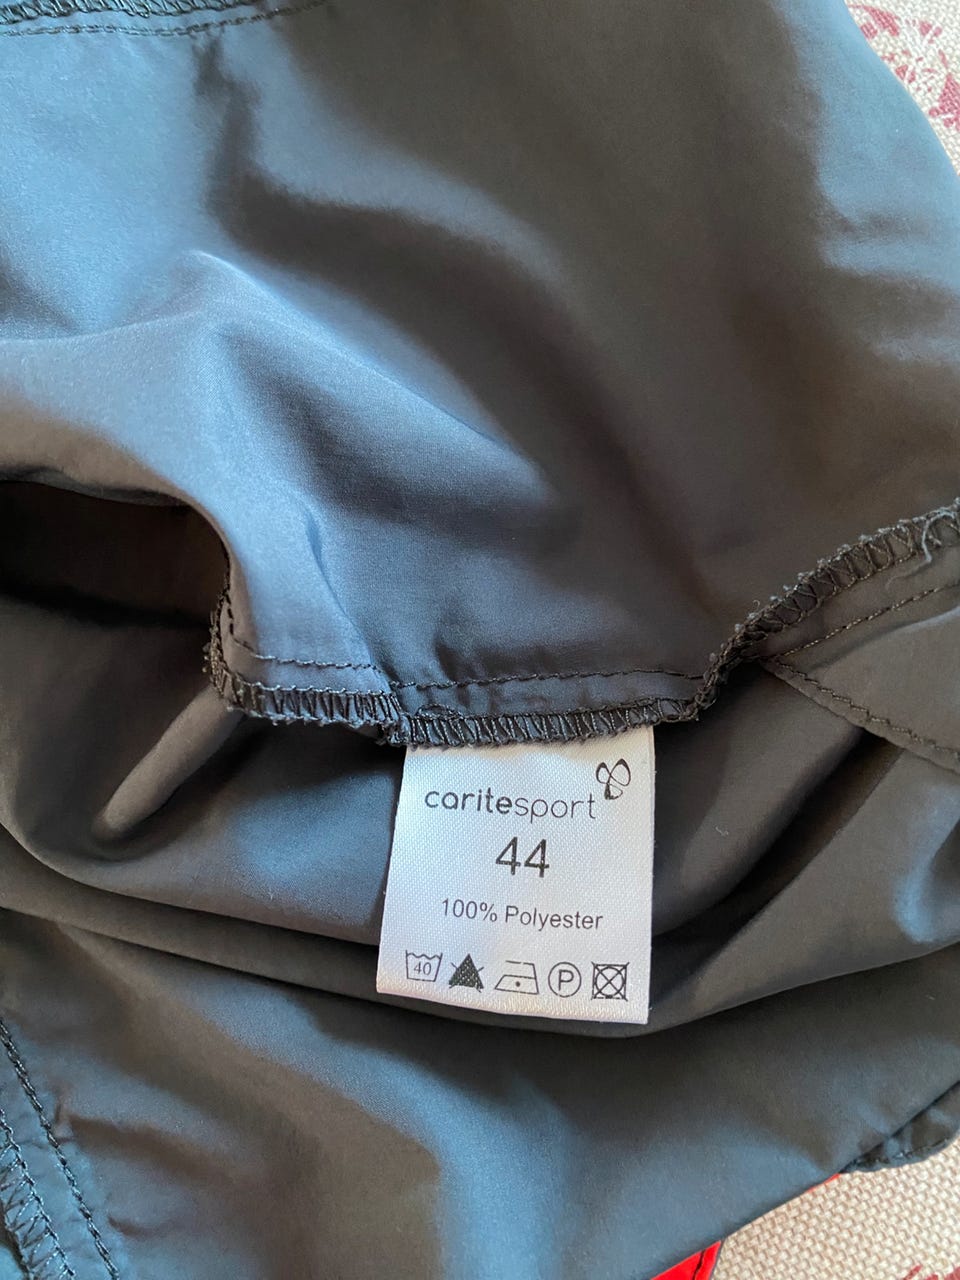 caritesport
44
100% Polyester
40 P